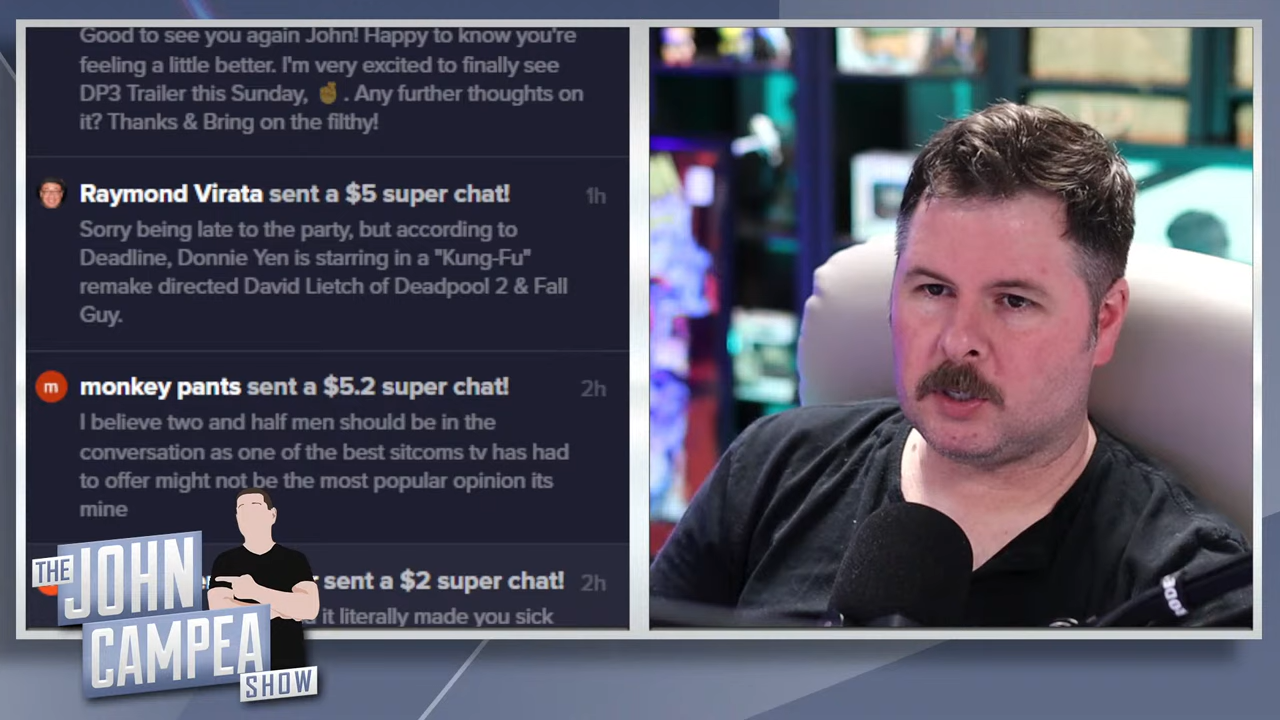 Good to see you again John! Happy to know you're
feeling a little better. I'm very excited to finally see
DP3 Trailer this Sunday, 🤞. Any further thoughts on
it? Thanks & Bring on the filthy!
Raymond Virata sent a $5 super chat! 1h
Sorry being late to the party, but according to
Deadline, Donnie Yen is starring in a "Kung-Fu"
remake directed David Lietch of Deadpool 2 & Fall
Guy.
m monkey pants sent a $5.2 super chat! 2h
I believe two and half men should be in the
conversation as one of the best sitcoms tv has had
to offer might not be the most popular opinion its
mine
sent a $2 super chat! 2h
it literally made you sick
THE
JOHN
CAMPEA
SHOW